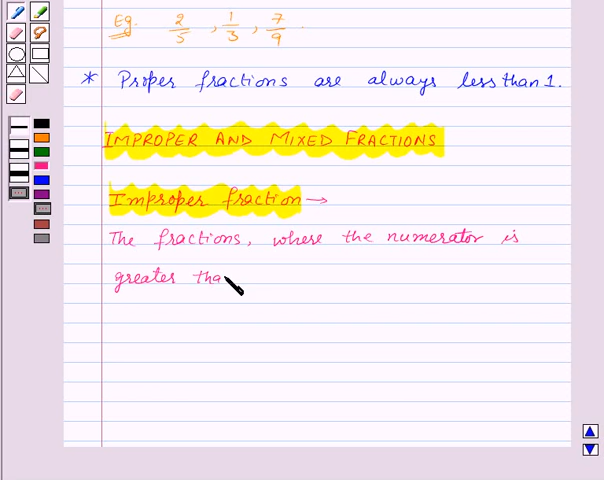 Eg. 2/5, 1/3, 7/9.
* Proper fractions are always less than 1.
IMPROPER AND MIXED FRACTIONS
Improper fraction →
The fractions, where the numerator is
greater tha